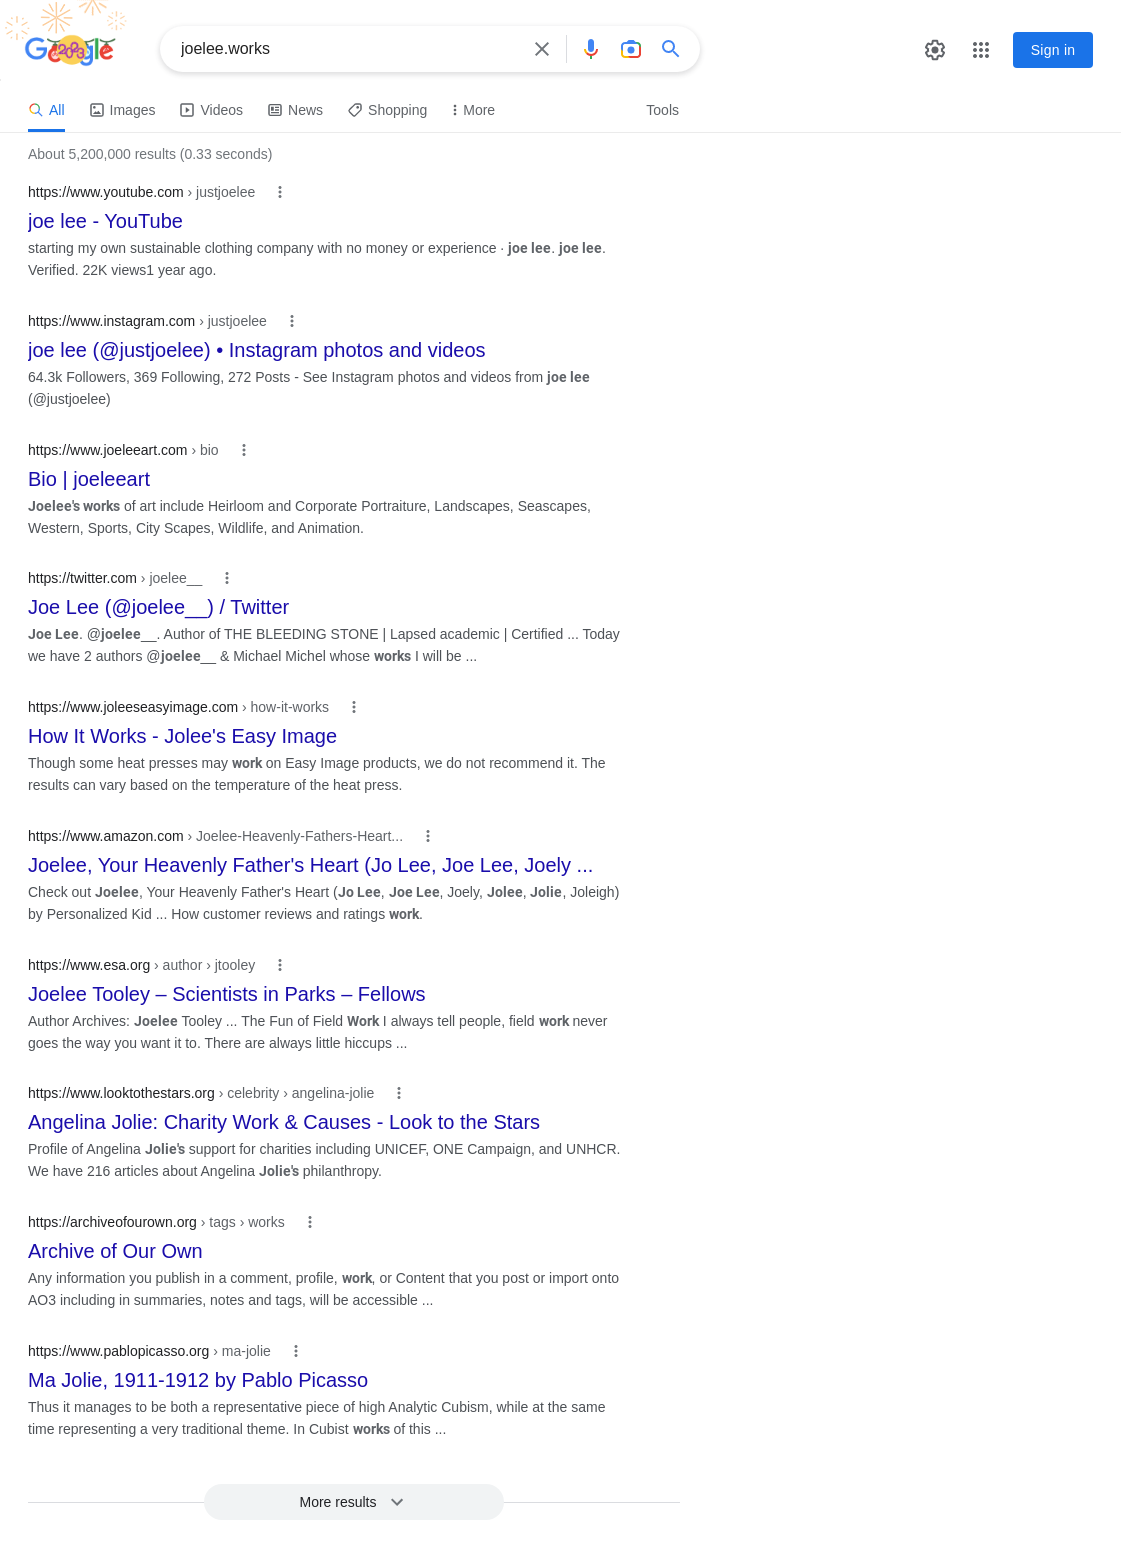 Google
joelee.works
Sign in
All Images Videos News Shopping More Tools
About 5,200,000 results (0.33 seconds)
https://www.youtube.com › justjoelee
joe lee - YouTube
starting my own sustainable clothing company with no money or experience · joe lee. joe lee.
Verified. 22K views1 year ago.
https://www.instagram.com › justjoelee
joe lee (@justjoelee) • Instagram photos and videos
64.3k Followers, 369 Following, 272 Posts - See Instagram photos and videos from joe lee
(@justjoelee)
https://www.joeleeart.com › bio
Bio | joeleeart
Joelee's works of art include Heirloom and Corporate Portraiture, Landscapes, Seascapes,
Western, Sports, City Scapes, Wildlife, and Animation.
https://twitter.com › joelee__
Joe Lee (@joelee__) / Twitter
Joe Lee. @joelee__. Author of THE BLEEDING STONE | Lapsed academic | Certified ... Today
we have 2 authors @joelee__ & Michael Michel whose works I will be ...
https://www.joleeseasyimage.com › how-it-works
How It Works - Jolee's Easy Image
Though some heat presses may work on Easy Image products, we do not recommend it. The
results can vary based on the temperature of the heat press.
https://www.amazon.com › Joelee-Heavenly-Fathers-Heart...
Joelee, Your Heavenly Father's Heart (Jo Lee, Joe Lee, Joely ...
Check out Joelee, Your Heavenly Father's Heart (Jo Lee, Joe Lee, Joely, Jolee, Jolie, Joleigh)
by Personalized Kid ... How customer reviews and ratings work.
https://www.esa.org › author › jtooley
Joelee Tooley – Scientists in Parks – Fellows
Author Archives: Joelee Tooley ... The Fun of Field Work I always tell people, field work never
goes the way you want it to. There are always little hiccups ...
https://www.looktothestars.org › celebrity › angelina-jolie
Angelina Jolie: Charity Work & Causes - Look to the Stars
Profile of Angelina Jolie's support for charities including UNICEF, ONE Campaign, and UNHCR.
We have 216 articles about Angelina Jolie's philanthropy.
https://archiveofourown.org › tags › works
Archive of Our Own
Any information you publish in a comment, profile, work, or Content that you post or import onto
AO3 including in summaries, notes and tags, will be accessible ...
https://www.pablopicasso.org › ma-jolie
Ma Jolie, 1911-1912 by Pablo Picasso
Thus it manages to be both a representative piece of high Analytic Cubism, while at the same
time representing a very traditional theme. In Cubist works of this ...
More results